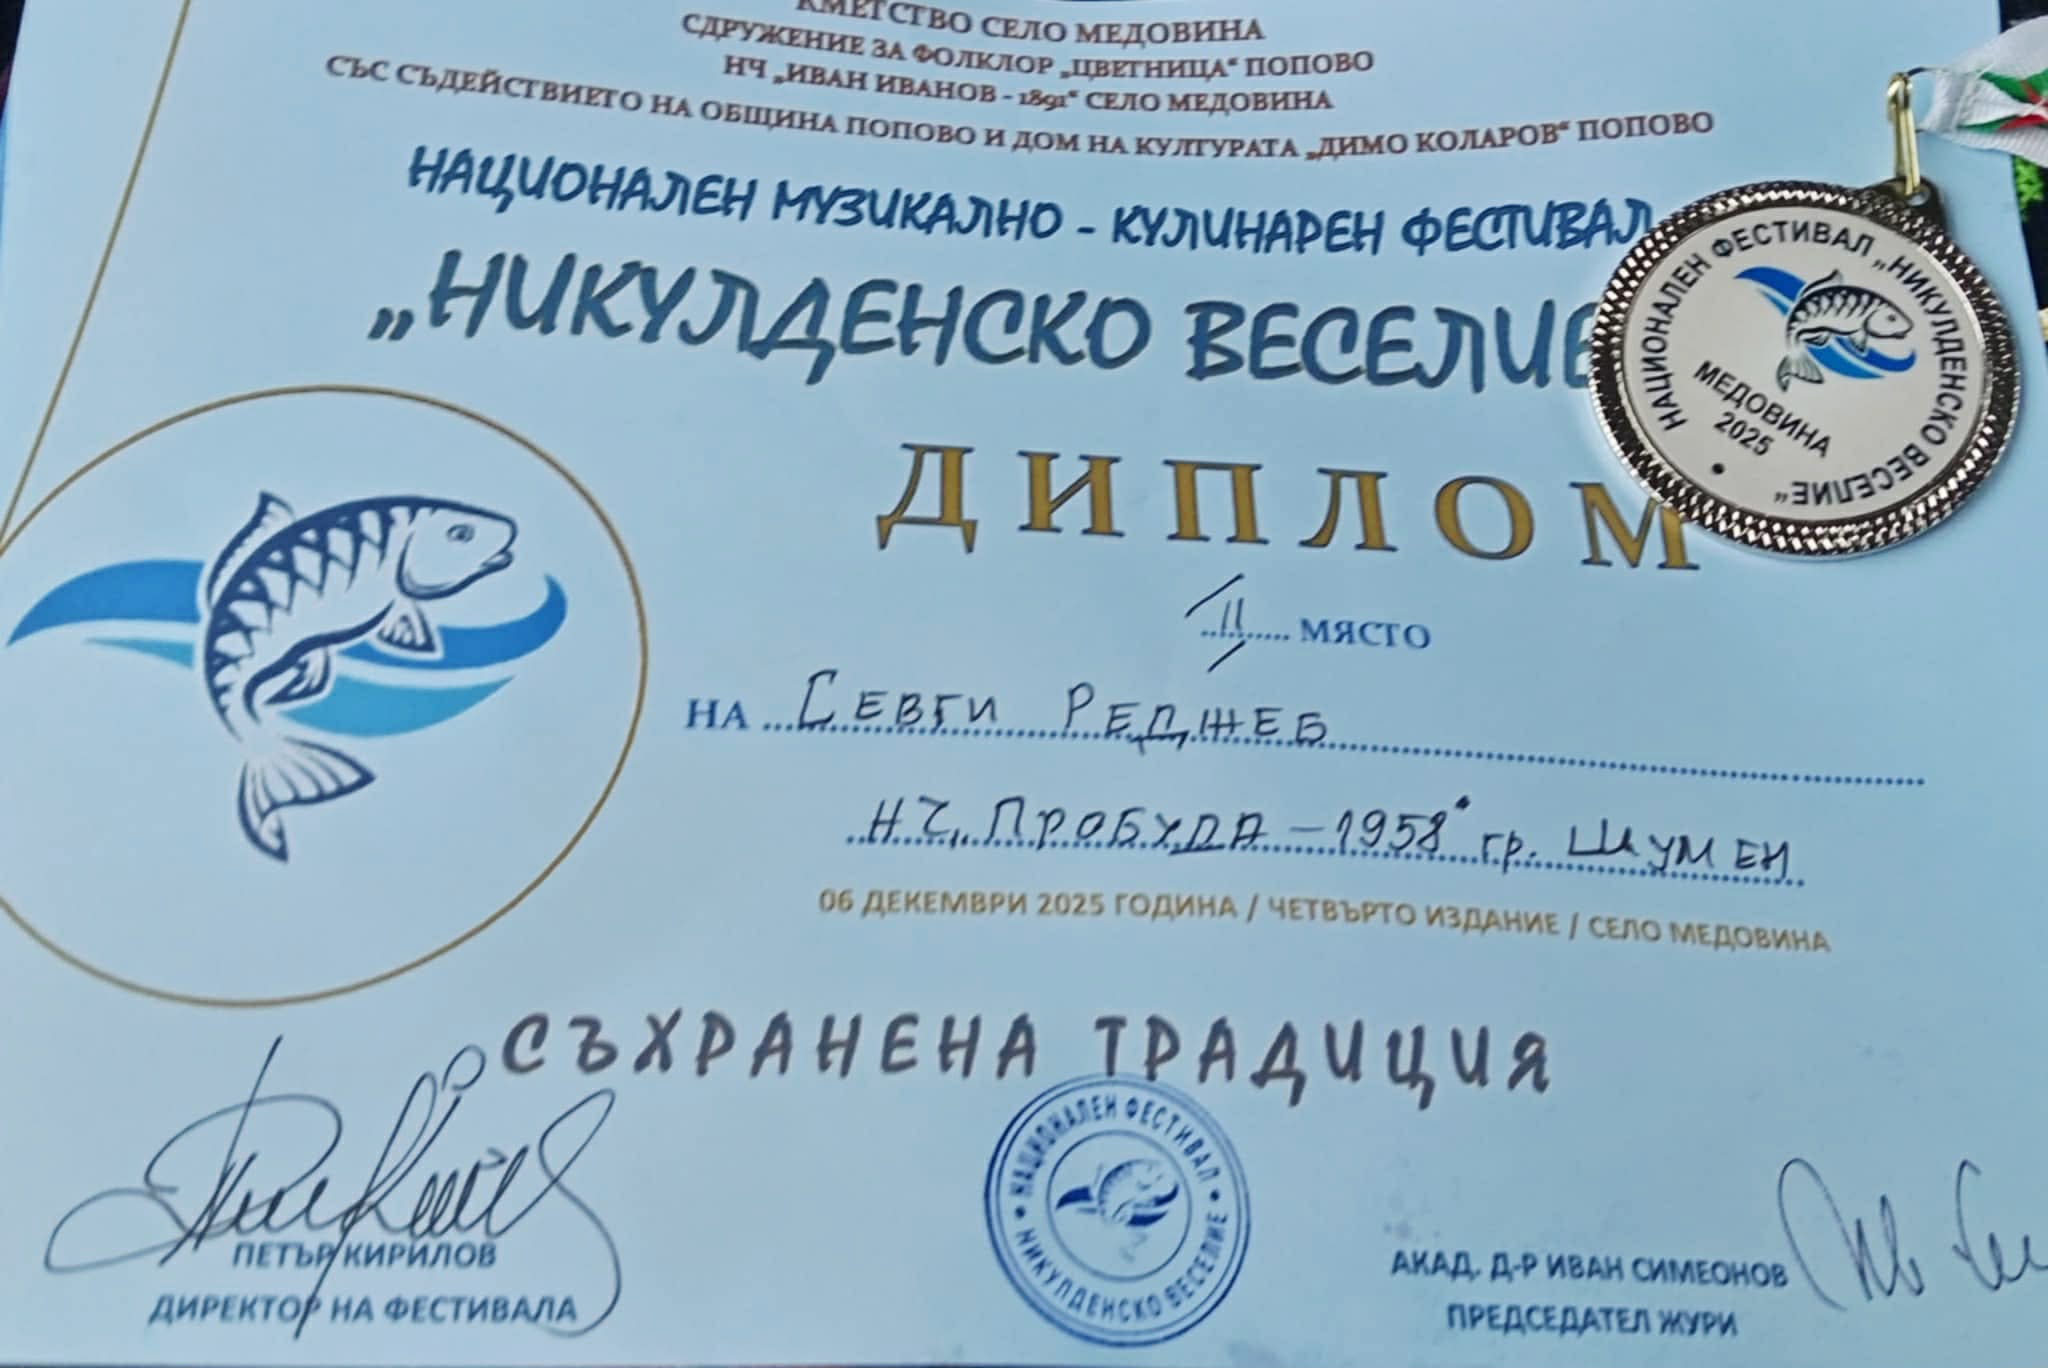 КМЕТСТВО СЕЛО МЕДОВИНА
СДРУЖЕНИЕ ЗА ФОЛКЛОР „ЦВЕТНИЦА“ ПОПОВО
НЧ „ИВАН ИВАНОВ - 1891“ СЕЛО МЕДОВИНА
СЪС СЪДЕЙСТВИЕТО НА ОБЩИНА ПОПОВО И ДОМ НА КУЛТУРАТА „ДИМО КОЛАРОВ“ ПОПОВО
НАЦИОНАЛЕН МУЗИКАЛНО - КУЛИНАРЕН ФЕСТИВАЛ
„НИКУЛДЕНСКО ВЕСЕЛИЕ
НАЦИОНАЛЕН ФЕСТИВАЛ „НИКУЛДЕНСКО ВЕСЕЛИЕ“
МЕДОВИНА
2025
ДИПЛОМ
II МЯСТО
НА СЕВГИ РЕДЖЕБ
НЧ „ПРОБУДА – 1958" гр. ШУМЕН
06 ДЕКЕМВРИ 2025 ГОДИНА / ЧЕТВЪРТО ИЗДАНИЕ / СЕЛО МЕДОВИНА
СЪХРАНЕНА ТРАДИЦИЯ
НАЦИОНАЛЕН ФЕСТИВАЛ • НИКУЛДЕНСКО ВЕСЕЛИЕ •
ПЕТЪР КИРИЛОВ
ДИРЕКТОР НА ФЕСТИВАЛА
АКАД. Д-Р ИВАН СИМЕОНОВ
ПРЕДСЕДАТЕЛ ЖУРИ